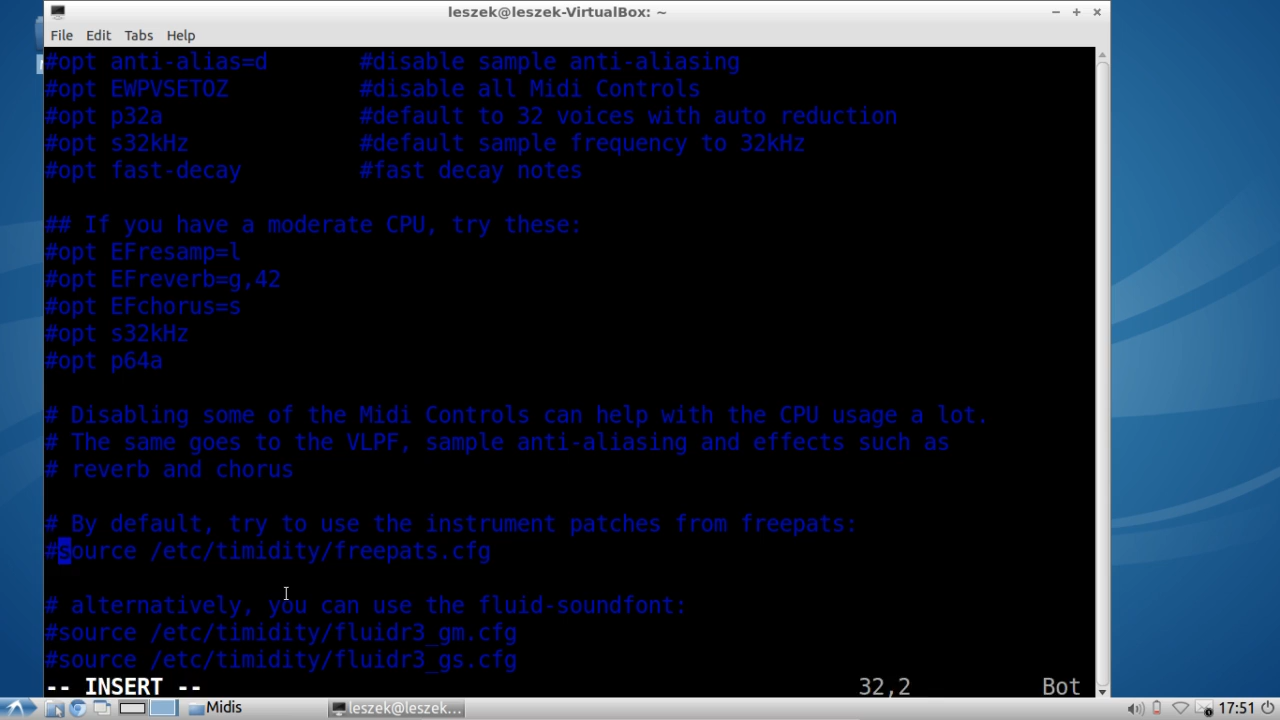 leszek@leszek-VirtualBox: ~
File Edit Tabs Help
#opt anti-alias=d #disable sample anti-aliasing
#opt EWPVSETOZ #disable all Midi Controls
#opt p32a #default to 32 voices with auto reduction
#opt s32kHz #default sample frequency to 32kHz
#opt fast-decay #fast decay notes
## If you have a moderate CPU, try these:
#opt EFresamp=l
#opt EFreverb=g,42
#opt EFchorus=s
#opt s32kHz
#opt p64a
# Disabling some of the Midi Controls can help with the CPU usage a lot.
# The same goes to the VLPF, sample anti-aliasing and effects such as
# reverb and chorus
# By default, try to use the instrument patches from freepats:
#source /etc/timidity/freepats.cfg
# alternatively, you can use the fluid-soundfont:
#source /etc/timidity/fluidr3_gm.cfg
#source /etc/timidity/fluidr3_gs.cfg
-- INSERT -- 32,2 Bot
Midis leszek@leszek... 17:51